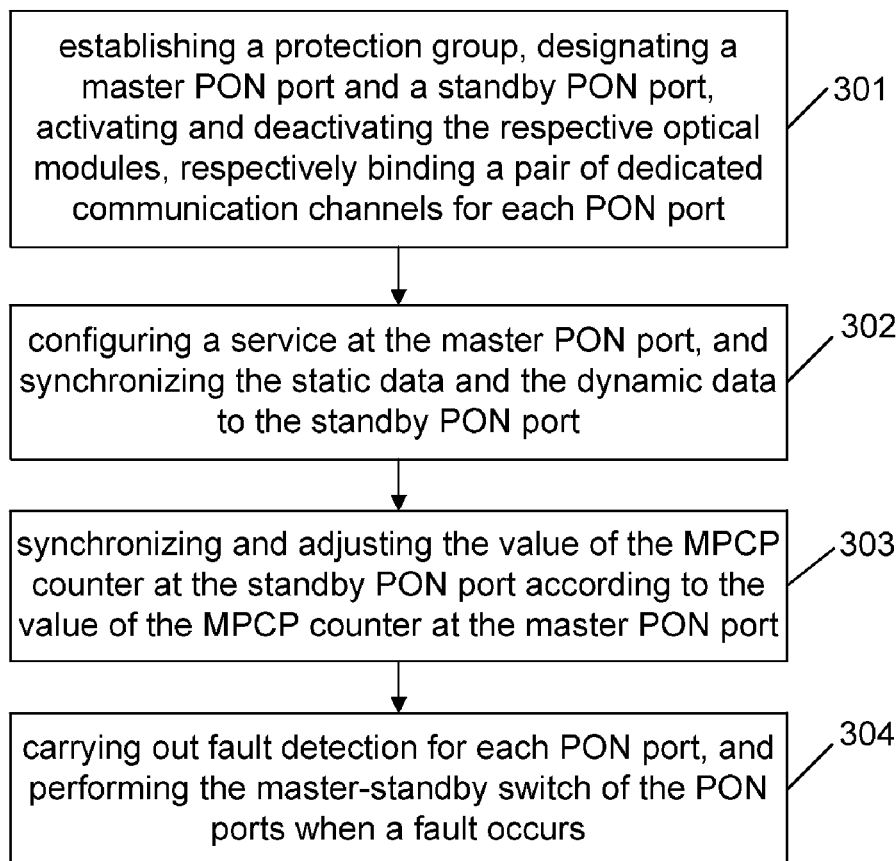 establishing a protection group, designating a
master PON port and a standby PON port,
activating and deactivating the respective optical
modules, respectively binding a pair of dedicated
communication channels for each PON port
301
configuring a service at the master PON port, and
synchronizing the static data and the dynamic data
to the standby PON port
302
synchronizing and adjusting the value of the MPCP
counter at the standby PON port according to the
value of the MPCP counter at the master PON port
303
carrying out fault detection for each PON port, and
performing the master-standby switch of the PON
ports when a fault occurs
304